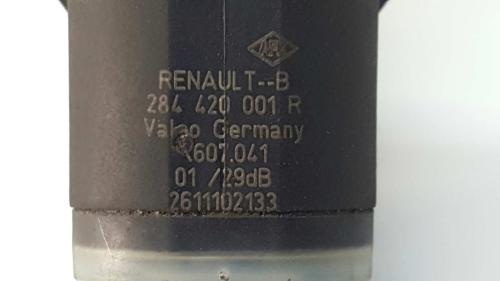 RENAULT--B
284 420 001 R
Valeo Germany
607.041
01 /29dB
2611102133